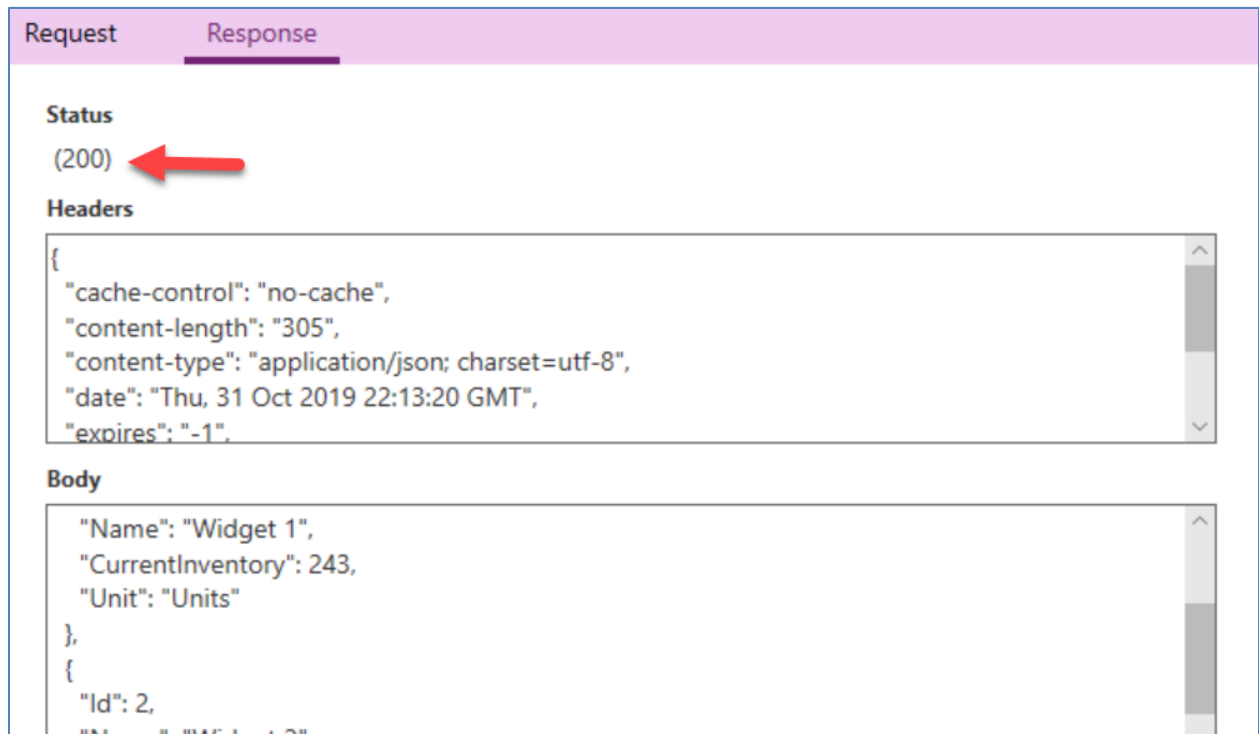 Request Response
Status
(200)
Headers
{
"cache-control": "no-cache",
"content-length": "305",
"content-type": "application/json; charset=utf-8",
"date": "Thu, 31 Oct 2019 22:13:20 GMT",
"expires": "-1",
Body
"Name": "Widget 1",
"CurrentInventory": 243,
"Unit": "Units"
},
{
"Id": 2,